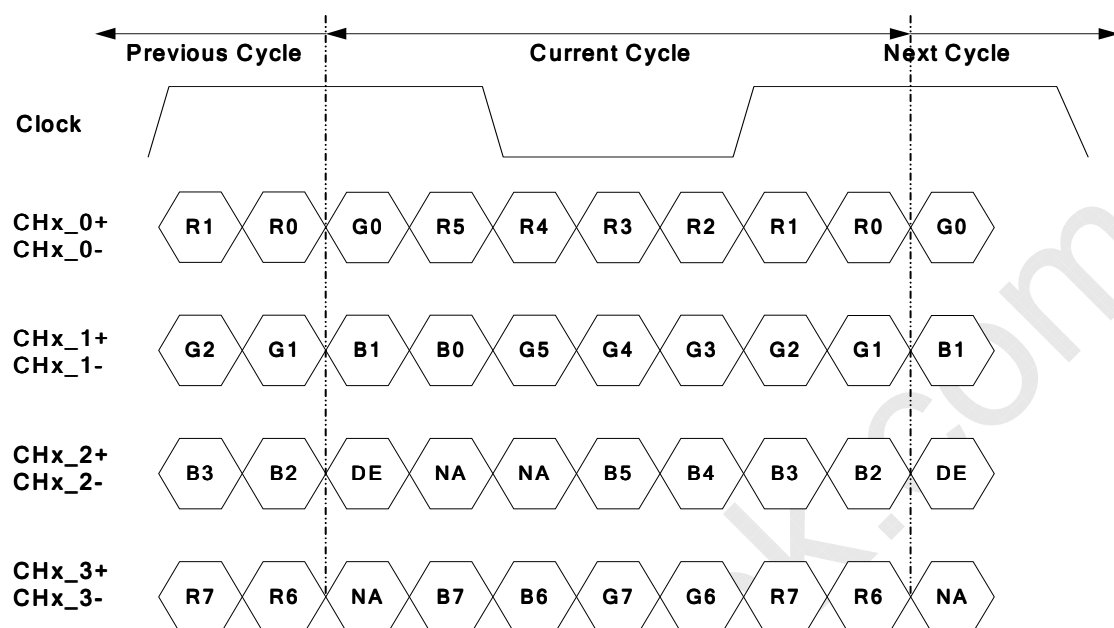 Previous Cycle Current Cycle Next Cycle
Clock
CHx_0+
CHx_0-
R1 R0 G0 R5 R4 R3 R2 R1 R0 G0
CHx_1+
CHx_1-
G2 G1 B1 B0 G5 G4 G3 G2 G1 B1
CHx_2+
CHx_2-
B3 B2 DE NA NA B5 B4 B3 B2 DE
CHx_3+
CHx_3-
R7 R6 NA B7 B6 G7 G6 R7 R6 NA
k.com